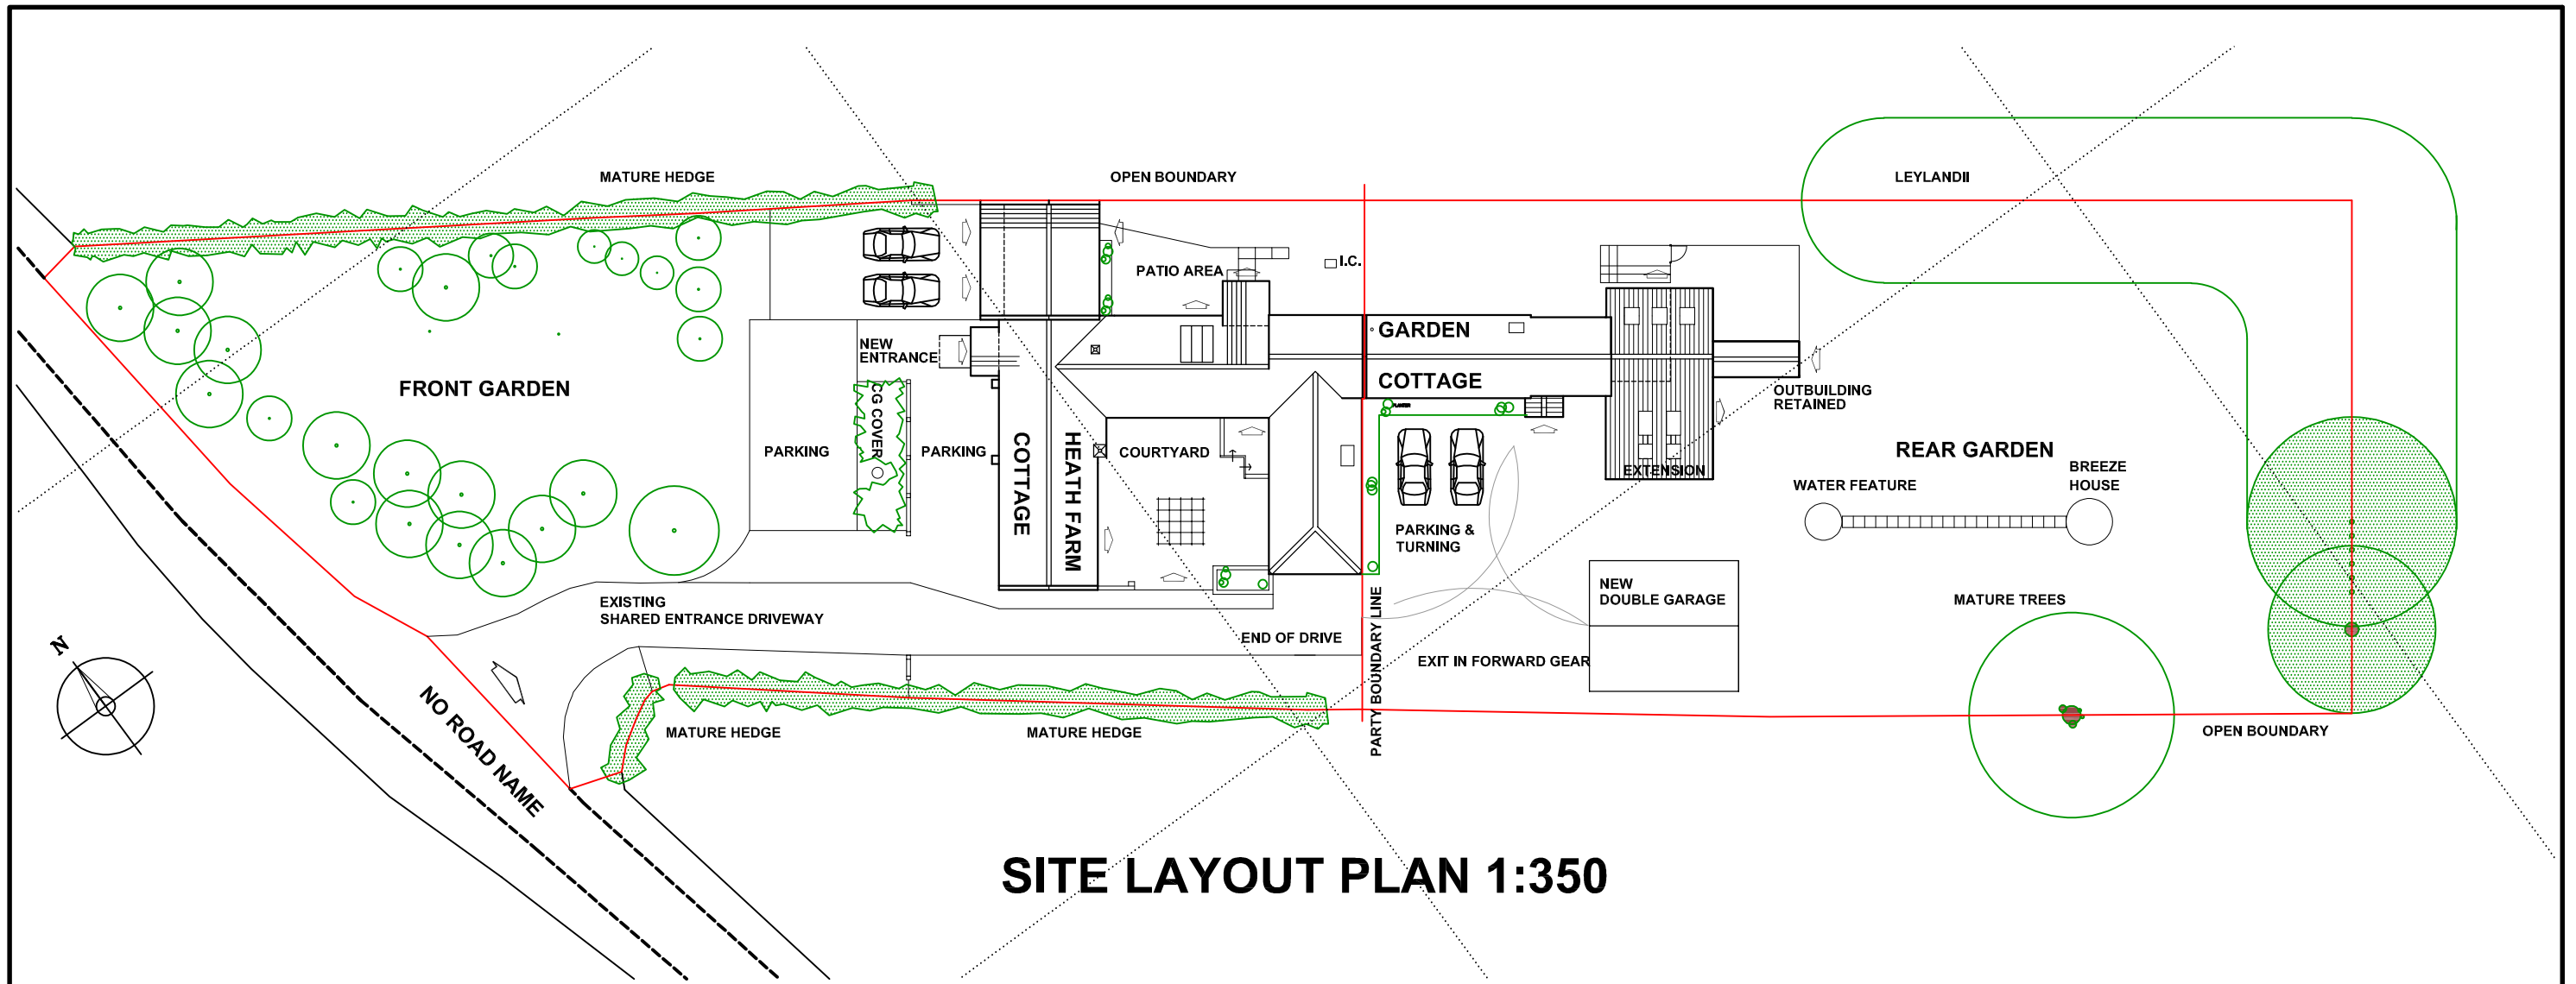 MATURE HEDGE
OPEN BOUNDARY
LEYLANDII
I.C.
PATIO AREA
GARDEN
COTTAGE
NEW
ENTRANCE
FRONT GARDEN
CG COVER
PARKING
PARKING
COTTAGE
HEATH FARM
COURTYARD
PLANTER
OUTBUILDING
RETAINED
EXTENSION
REAR GARDEN
WATER FEATURE
BREEZE
HOUSE
PARKING &
TURNING
NEW
DOUBLE GARAGE
MATURE TREES
EXISTING
SHARED ENTRANCE DRIVEWAY
END OF DRIVE
PARTY BOUNDARY LINE
EXIT IN FORWARD GEAR
N
NO ROAD NAME
MATURE HEDGE
MATURE HEDGE
OPEN BOUNDARY
SITE LAYOUT PLAN 1:350